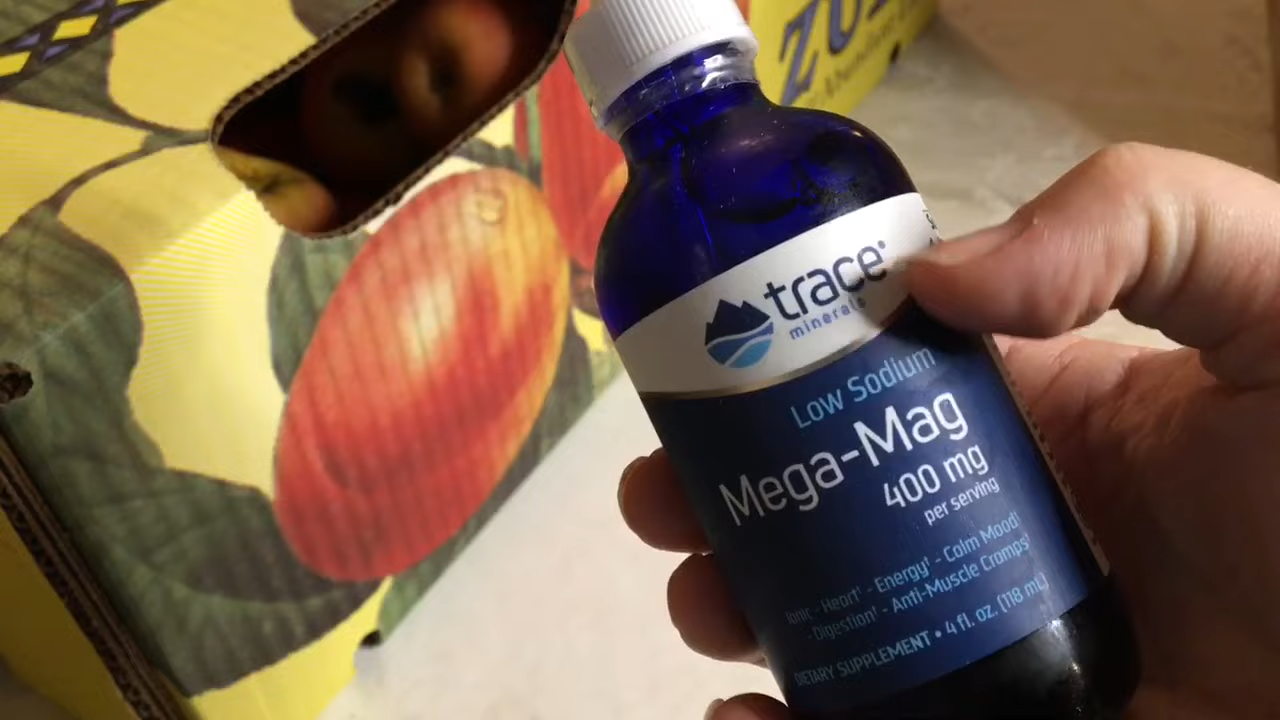 trace
minerals
Low Sodium
Mega-Mag
400 mg
per serving
Ionic - Heart† - Energy† - Calm Mood†
- Digestion† - Anti-Muscle Cramps†
DIETARY SUPPLEMENT • 4 fl. oz. (118 mL)